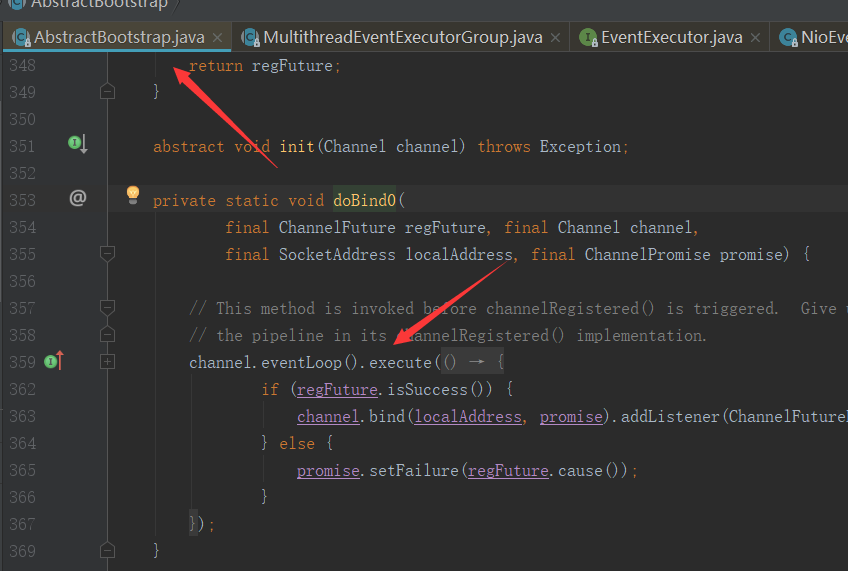 AbstractBootstrap
AbstractBootstrap.java × MultithreadEventExecutorGroup.java × EventExecutor.java × NioEv
348 return regFuture;
349 }
350
351 abstract void init(Channel channel) throws Exception;
352
353 @ private static void doBind0(
354 final ChannelFuture regFuture, final Channel channel,
355 final SocketAddress localAddress, final ChannelPromise promise) {
356
357 // This method is invoked before channelRegistered() is triggered. Give u
358 // the pipeline in its channelRegistered() implementation.
359 channel.eventLoop().execute(() → {
362 if (regFuture.isSuccess()) {
363 channel.bind(localAddress, promise).addListener(ChannelFuture
364 } else {
365 promise.setFailure(regFuture.cause());
366 }
367 });
369 }